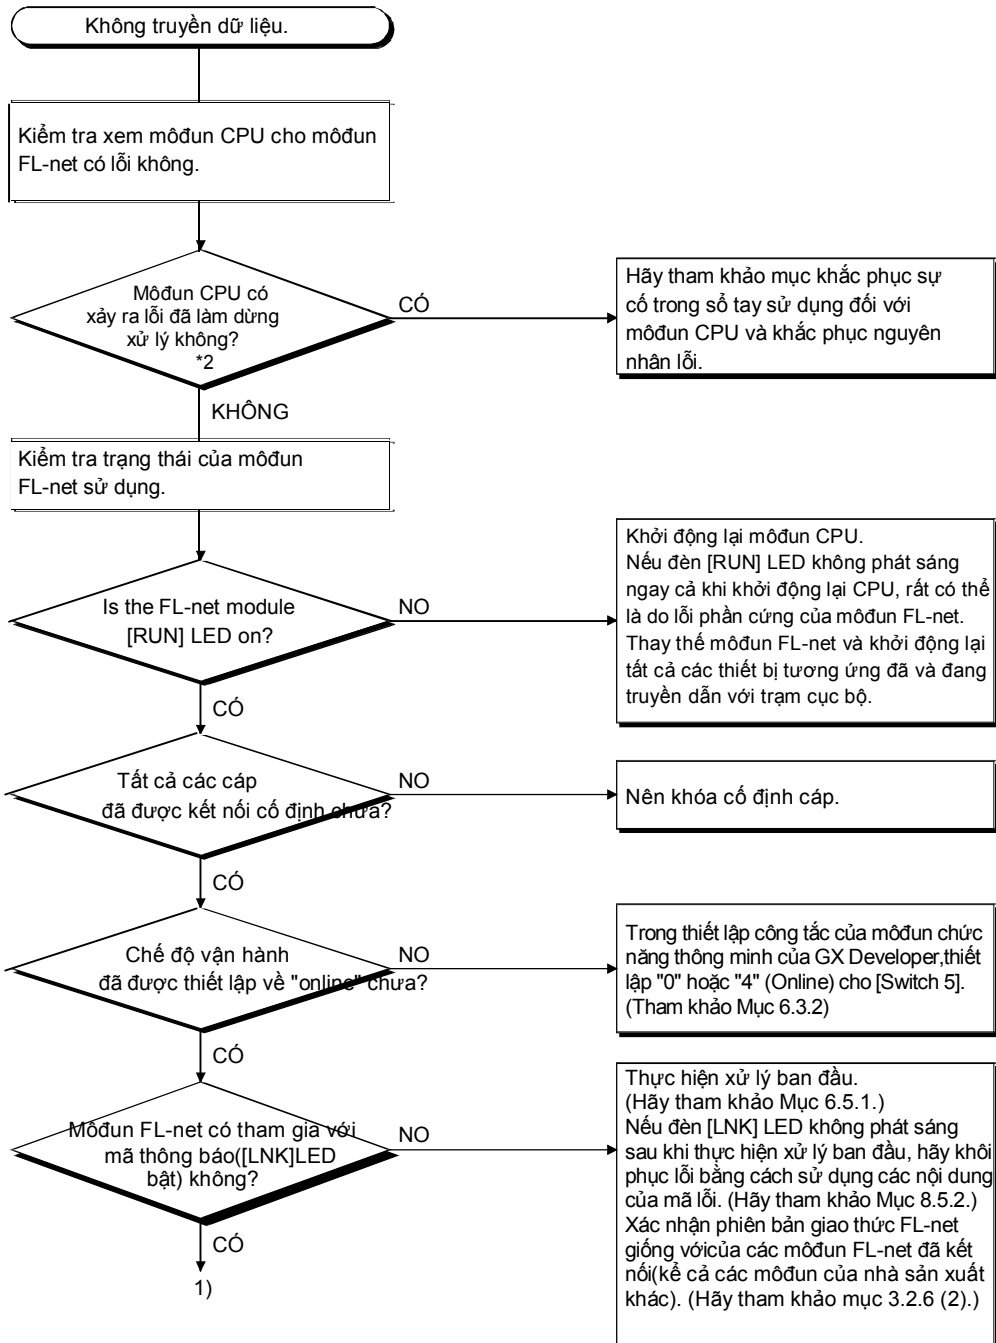 Không truyền dữ liệu.
Kiểm tra xem môđun CPU cho môđun
FL-net có lỗi không.
Môđun CPU có
xảy ra lỗi đã làm dừng
xử lý không?
*2
CÓ
Hãy tham khảo mục khắc phục sự
cố trong sổ tay sử dụng đối với
môđun CPU và khắc phục nguyên
nhân lỗi.
KHÔNG
Kiểm tra trạng thái của môđun
FL-net sử dụng.
Is the FL-net module
[RUN] LED on?
NO
Khởi động lại môđun CPU.
Nếu đèn [RUN] LED không phát sáng
ngay cả khi khởi động lại CPU, rất có thể
là do lỗi phần cứng của môđun FL-net.
Thay thế môđun FL-net và khởi động lại
tất cả các thiết bị tương ứng đã và đang
truyền dẫn với trạm cục bộ.
CÓ
Tất cả các cáp
đã được kết nối cố định chưa?
NO
Nên khóa cố định cáp.
CÓ
Chế độ vận hành
đã được thiết lập về "online" chưa?
NO
Trong thiết lập công tắc của môđun chức
năng thông minh của GX Developer,thiết
lập "0" hoặc "4" (Online) cho [Switch 5].
(Tham khảo Mục 6.3.2)
CÓ
Môđun FL-net có tham gia với
mã thông báo([LNK]LED
bật) không?
NO
Thực hiện xử lý ban đầu.
(Hãy tham khảo Mục 6.5.1.)
Nếu đèn [LNK] LED không phát sáng
sau khi thực hiện xử lý ban đầu, hãy khôi
phục lỗi bằng cách sử dụng các nội dung
của mã lỗi. (Hãy tham khảo Mục 8.5.2.)
Xác nhận phiên bản giao thức FL-net
giống vớicủa các môđun FL-net đã kết
nối(kể cả các môđun của nhà sản xuất
khác). (Hãy tham khảo mục 3.2.6 (2).)
CÓ
1)